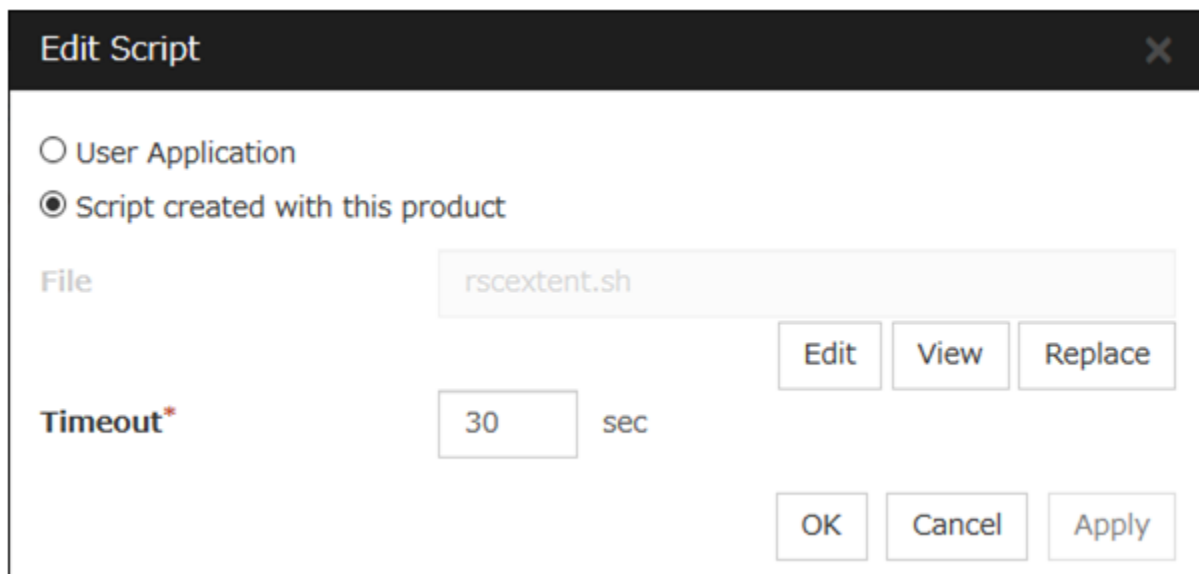 Edit Script
User Application
Script created with this product
File rscextent.sh
Edit View Replace
Timeout* 30 sec
OK Cancel Apply